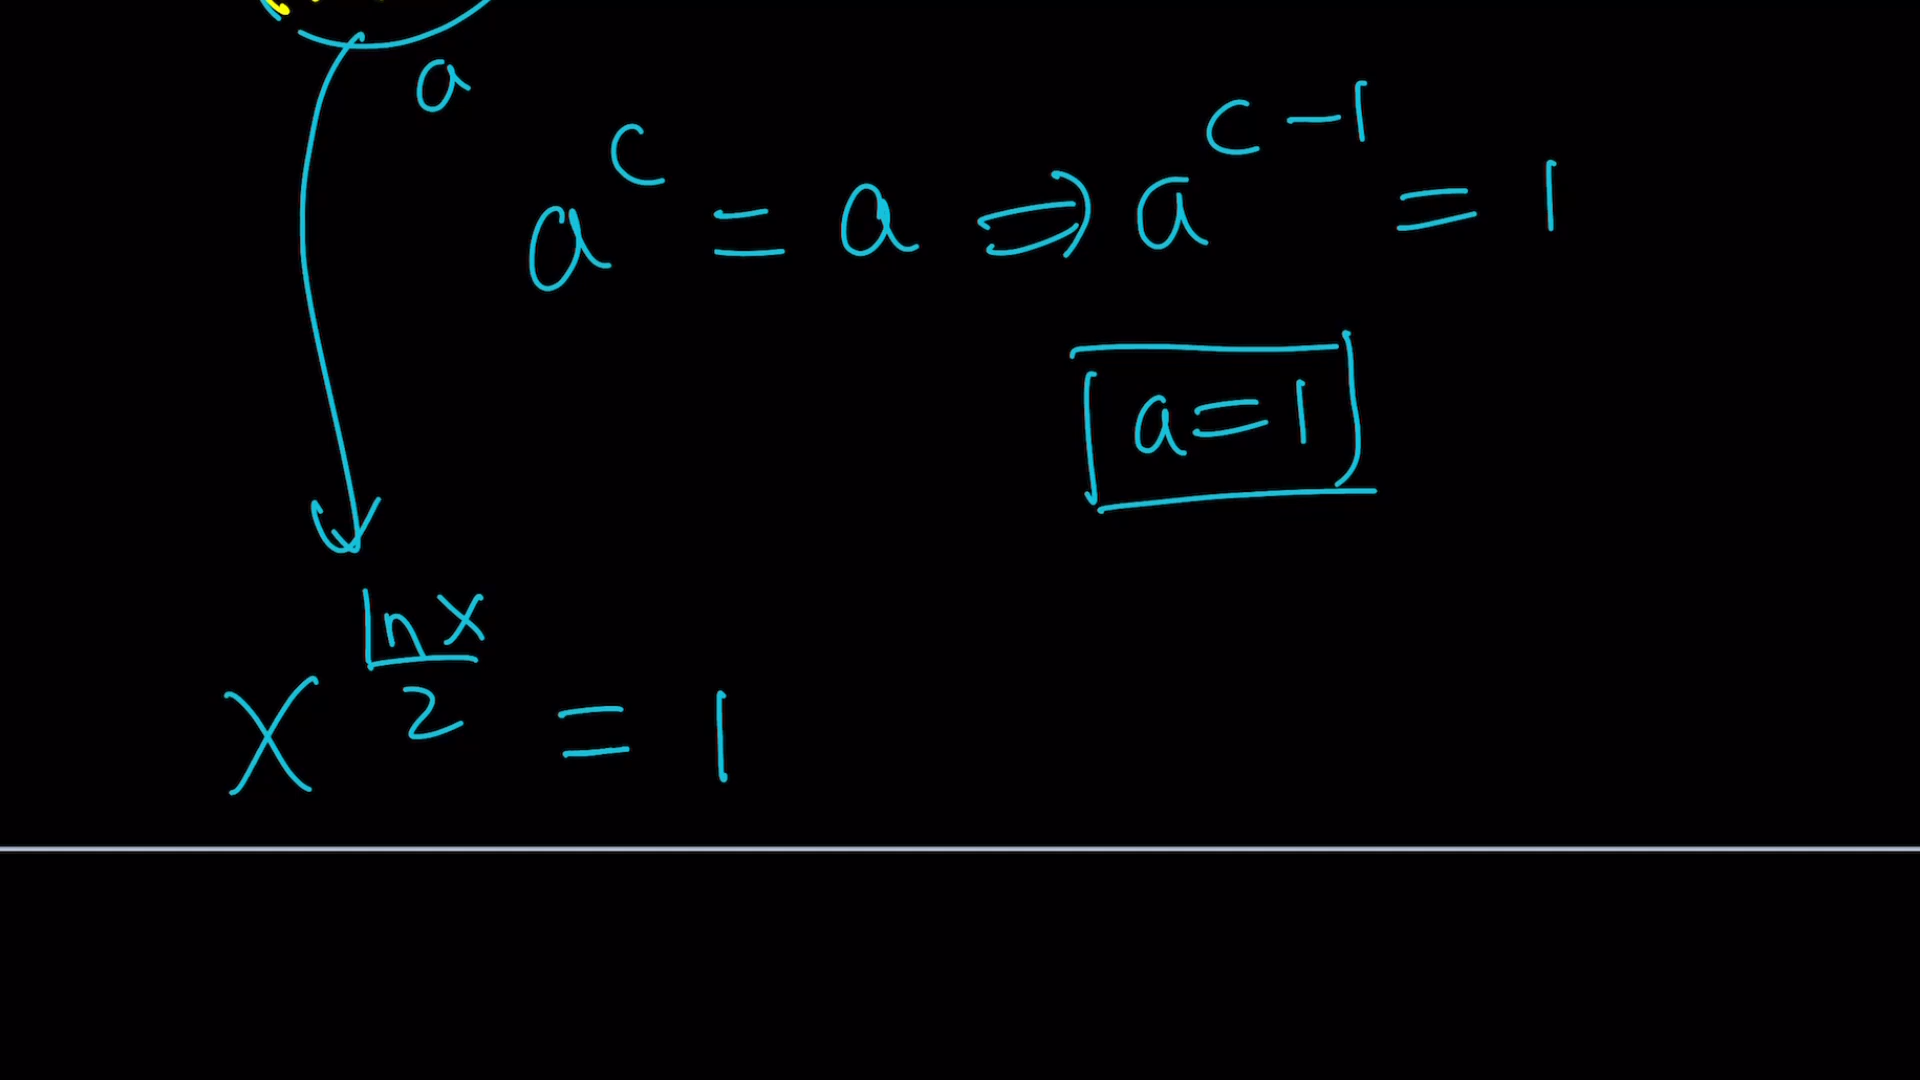 a
a^c = a ⇒ a^(c-1) = 1
a = 1
x^(ln x / 2) = 1